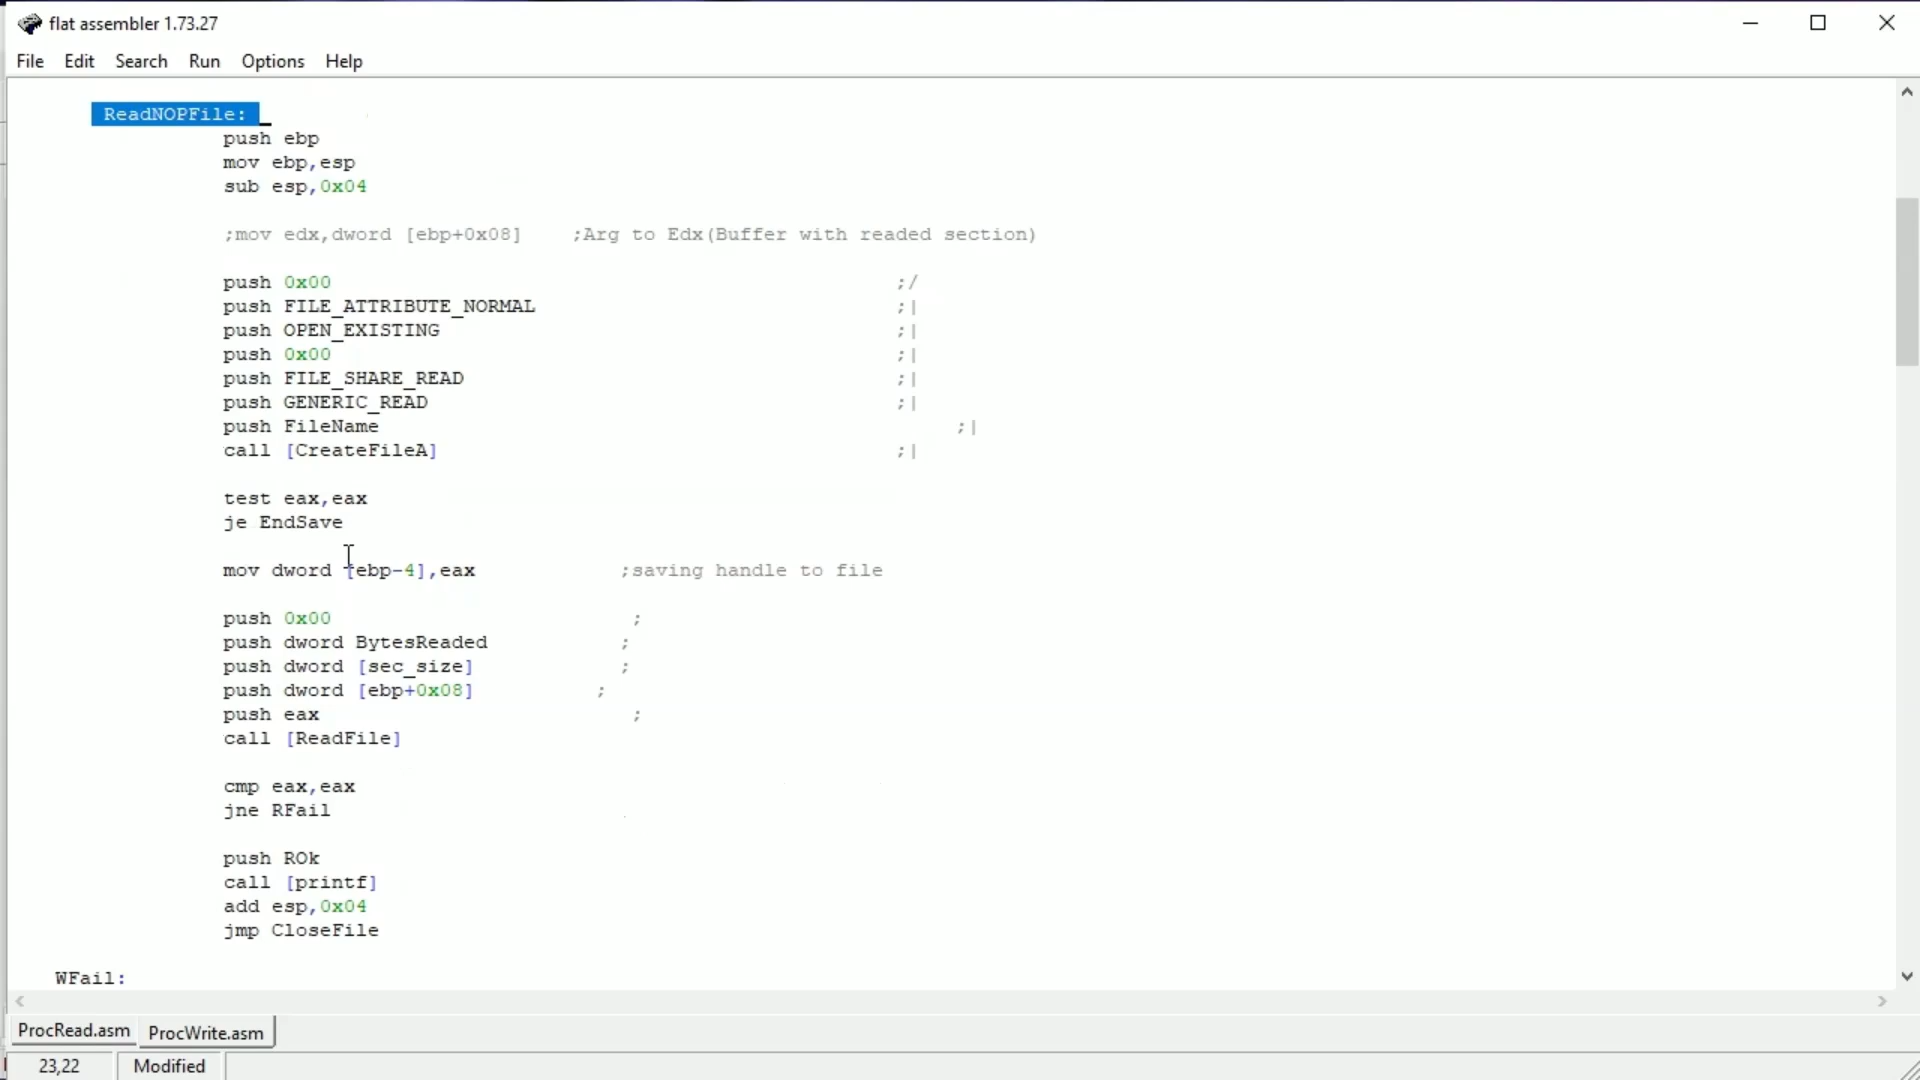 flat assembler 1.73.27
File Edit Search Run Options Help
ReadNOPFile:
push ebp
mov ebp,esp
sub esp,0x04
;mov edx,dword [ebp+0x08] ;Arg to Edx(Buffer with readed section)
push 0x00 ;/
push FILE_ATTRIBUTE_NORMAL ;|
push OPEN_EXISTING ;|
push 0x00 ;|
push FILE_SHARE_READ ;|
push GENERIC_READ ;|
push FileName ;|
call [CreateFileA] ;|
test eax,eax
je EndSave
mov dword [ebp-4],eax ;saving handle to file
push 0x00 ;
push dword BytesReaded ;
push dword [sec_size] ;
push dword [ebp+0x08] ;
push eax ;
call [ReadFile]
cmp eax,eax
jne RFail
push ROk
call [printf]
add esp,0x04
jmp CloseFile
WFail:
ProcRead.asm ProcWrite.asm
23,22 Modified